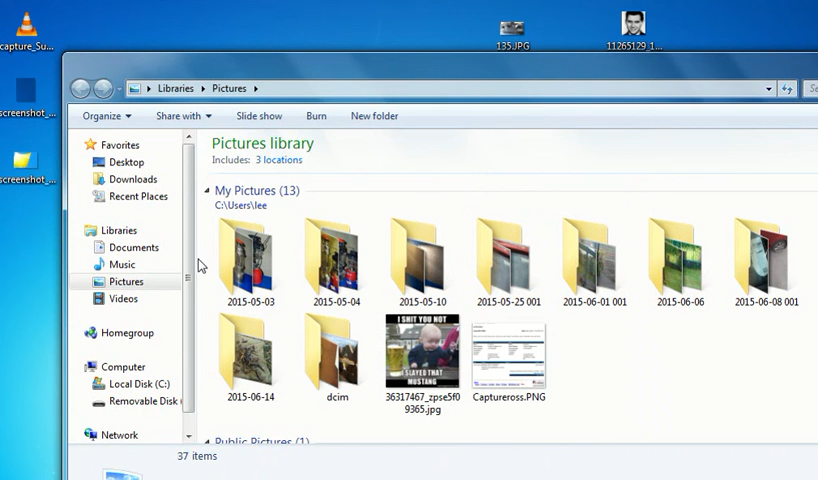 capture_Su...
135.JPG
11265129_1...
screenshot_...
screenshot_...
Libraries
Pictures
Se
Organize
Share with
Slide show
Burn
New folder
Favorites
Desktop
Downloads
Recent Places
Libraries
Documents
Music
Pictures
Videos
Homegroup
Computer
Local Disk (C:)
Removable Disk
Network
Pictures library
Includes: 3 locations
My Pictures (13)
C:\Users\lee
2015-05-03
2015-05-04
2015-05-10
2015-05-25 001
2015-06-01 001
2015-06-06
2015-06-08 001
2015-06-14
dcim
I SHIT YOU NOT
I SLAYED THAT
MUSTANG
36317467_zpse5f0
9365.jpg
Captureross.PNG
Public Pictures (1)
37 items